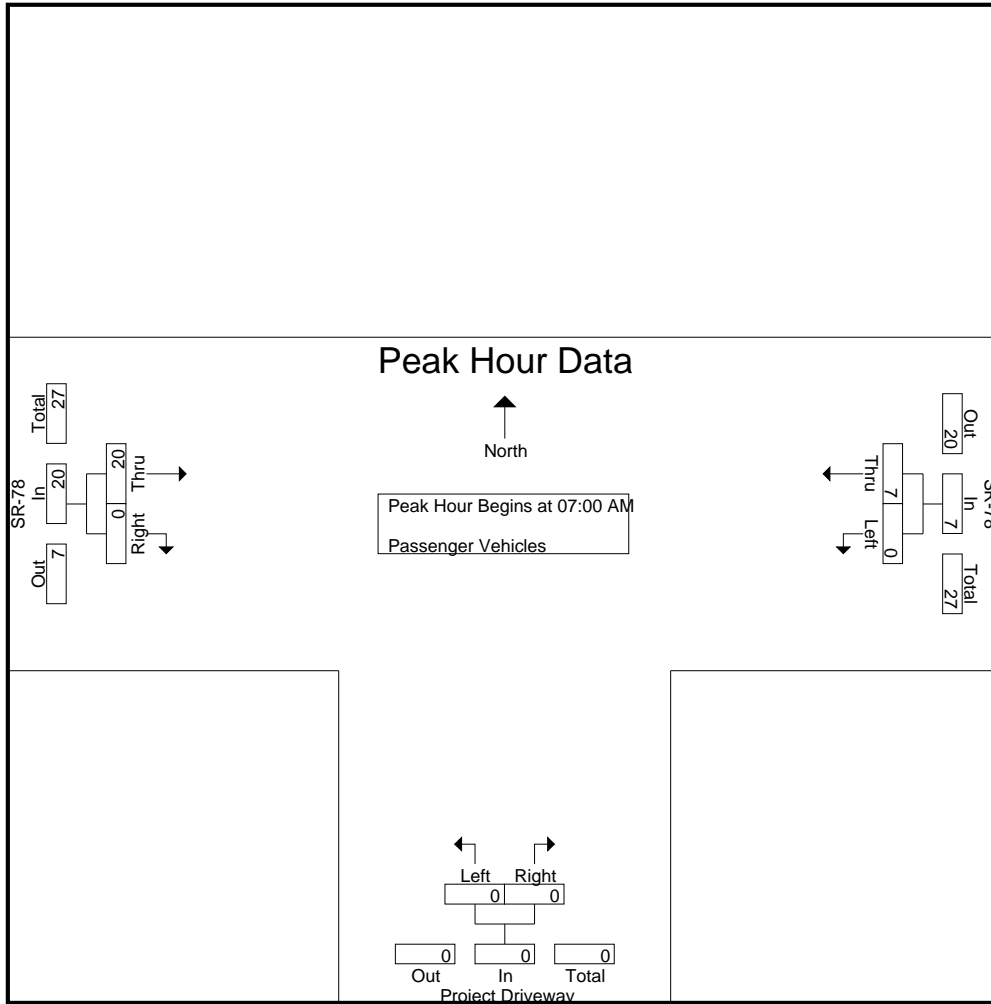 Peak Hour Data
North
Peak Hour Begins at 07:00 AM
Passenger Vehicles
SR-78
Out
In
Total
7
20
27
Right
Thru
0
20
SR-78
Out
In
Total
20
7
27
Thru
Left
7
0
Left Right
0 0
0 0 0
Out In Total
Project Driveway